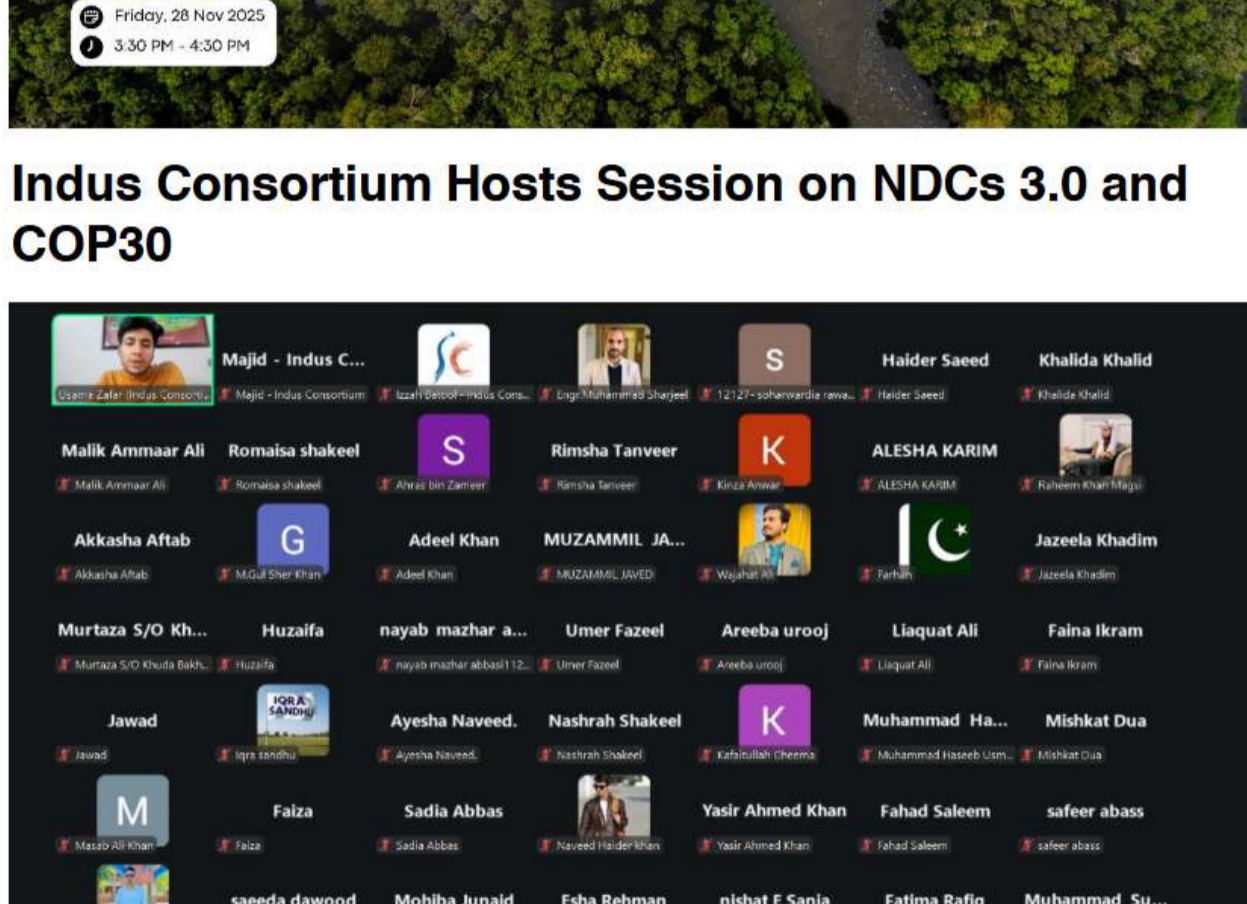 Friday, 28 Nov 2025
3:30 PM - 4:30 PM
Indus Consortium Hosts Session on NDCs 3.0 and
COP30
Majid - Indus C...
S
Haider Saeed
Khalida Khalid
Usama Zafar (Indus Consorti...
Majid - Indus Consortium
Izzah Batool - Indus Cons...
Engr.Muhammad Sharjeel
12127- soharwardia rawa...
Haider Saeed
Khalida Khalid
Malik Ammaar Ali
Romaisa shakeel
S
Rimsha Tanveer
K
ALESHA KARIM
Malik Ammaar Ali
Romaisa shakeel
Ahras bin Zameer
Rimsha Tanveer
Kinza Anwar
ALESHA KARIM
Raheem Khan Magsi
Akkasha Aftab
G
Adeel Khan
MUZAMMIL JA...
Jazeela Khadim
Akkasha Aftab
M.Gul Sher Khan
Adeel Khan
MUZAMMIL JAVED
Wajahat Ali
Farhan
Jazeela Khadim
Murtaza S/O Kh...
Huzaifa
nayab mazhar a...
Umer Fazeel
Areeba urooj
Liaquat Ali
Faina Ikram
Murtaza S/O Khuda Bakh...
Huzaifa
nayab mazhar abbasi112...
Umer Fazeel
Areeba urooj
Liaquat Ali
Faina Ikram
Jawad
IQRA
SANDHU
Ayesha Naveed.
Nashrah Shakeel
K
Muhammad Ha...
Mishkat Dua
Jawad
Iqra sandhu
Ayesha Naveed.
Nashrah Shakeel
Kafaitullah Cheema
Muhammad Haseeb Usm...
Mishkat Dua
M
Faiza
Sadia Abbas
Yasir Ahmed Khan
Fahad Saleem
safeer abass
Masab Ali Khan
Faiza
Sadia Abbas
Naveed Haider khan
Yasir Ahmed Khan
Fahad Saleem
safeer abass
saeeda dawood
Mohiba Junaid
Esha Rehman
nishat E Sania
Fatima Rafiq
Muhammad Su...